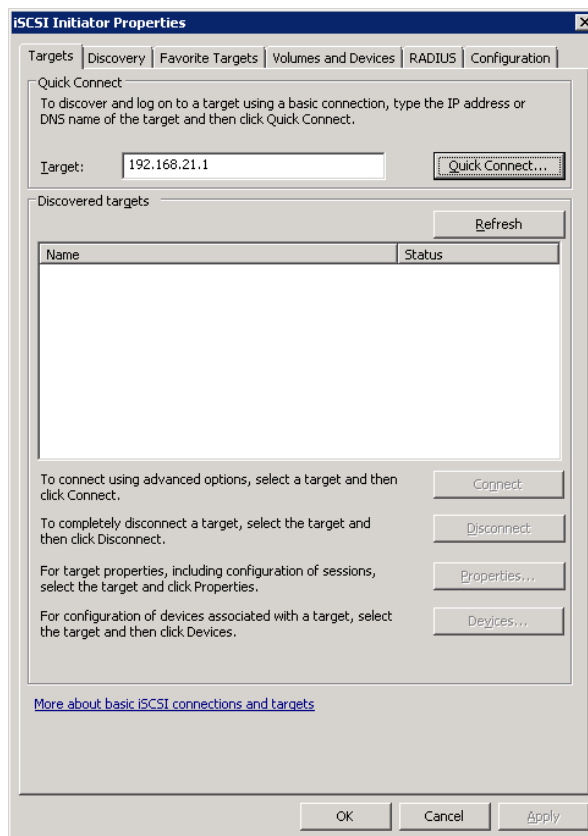 iSCSI Initiator Properties
Targets Discovery Favorite Targets Volumes and Devices RADIUS Configuration
Quick Connect
To discover and log on to a target using a basic connection, type the IP address or
DNS name of the target and then click Quick Connect.
Target: 192.168.21.1 Quick Connect...
Discovered targets
Refresh
Name Status
To connect using advanced options, select a target and then
click Connect.
Connect
To completely disconnect a target, select the target and
then click Disconnect.
Disconnect
For target properties, including configuration of sessions,
select the target and click Properties.
Properties...
For configuration of devices associated with a target, select
the target and then click Devices.
Devices...
More about basic iSCSI connections and targets
OK Cancel Apply